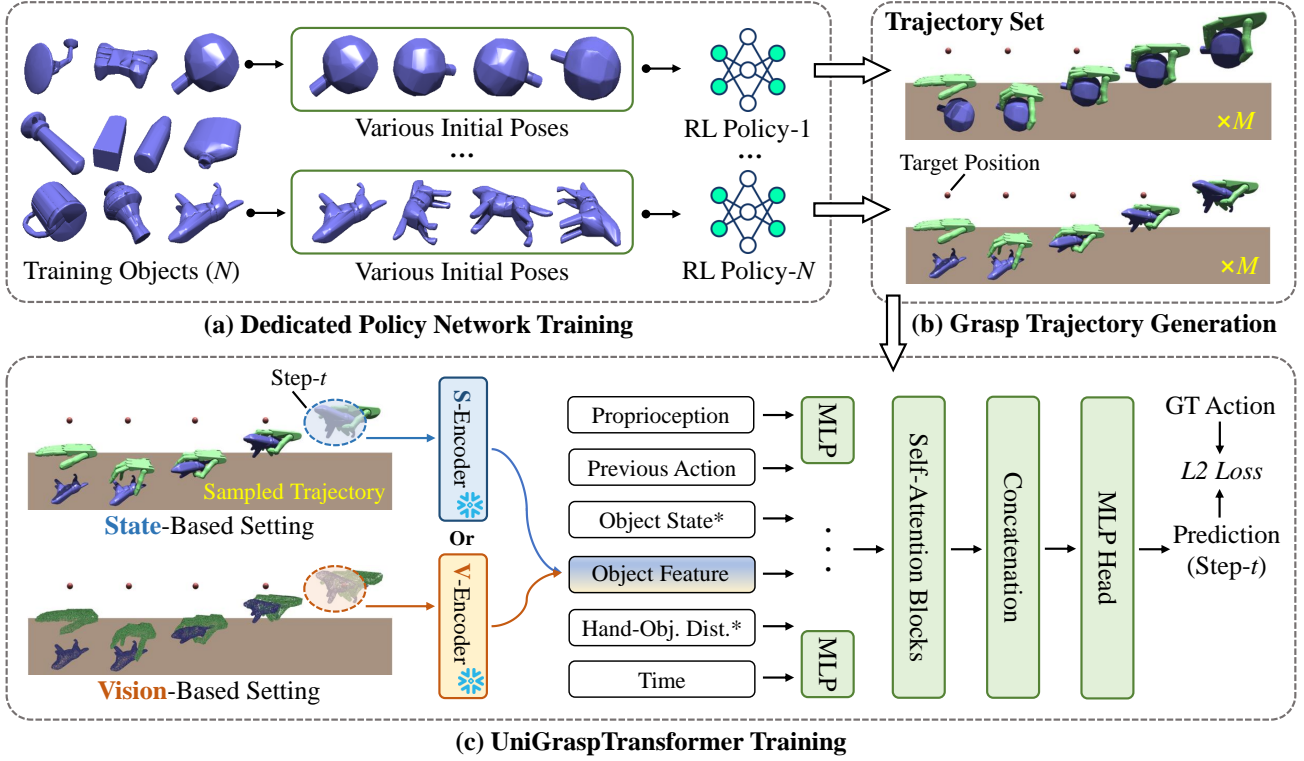 Various Initial Poses
RL Policy-1
...
...
Training Objects (N)
Various Initial Poses
RL Policy-N
(a) Dedicated Policy Network Training
Trajectory Set
×M
Target Position
×M
(b) Grasp Trajectory Generation
Step-t
Sampled Trajectory
State-Based Setting
Vision-Based Setting
S-Encoder
Or
V-Encoder
Proprioception
Previous Action
Object State*
Object Feature
Hand-Obj. Dist.*
Time
MLP
MLP
Self-Attention Blocks
Concatenation
MLP Head
GT Action
L2 Loss
Prediction
(Step-t)
(c) UniGraspTransformer Training